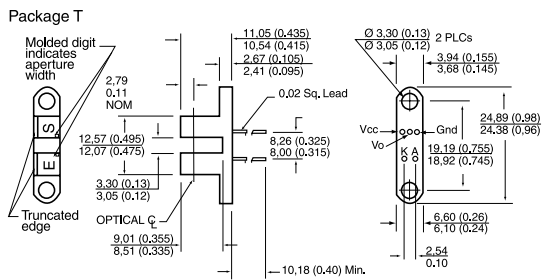 Package T
Molded digit
indicates
aperture
width
S
E
Truncated
edge
2,79
0.11
NOM
12,57 (0.495)
12,07 (0.475)
3.30 (0.13)
3,05 (0.12)
OPTICAL ℄
9,01 (0.355)
8,51 (0.335)
11,05 (0.435)
10,54 (0.415)
2,67 (0.105)
2,41 (0.095)
0.02 Sq. Lead
8,26 (0.325)
8,00 (0.315)
10,18 (0.40) Min.
Ø 3,30 (0.13)
Ø 3,05 (0.12)
2 PLCs
3.94 (0.155)
3,68 (0.145)
Vcc
Vo
Gnd
K A
24,89 (0.98)
24.38 (0,96)
19,19 (0.755)
18,92 (0.745)
6,60 (0.26)
6,10 (0.24)
2,54
0.10